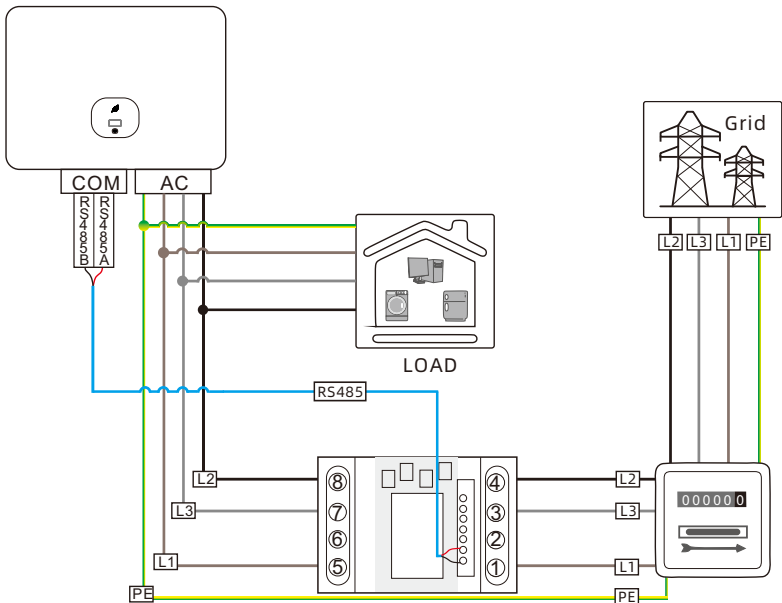 Grid
COM
AC
RS485B
RS485A
L2
L3
L1
PE
LOAD
RS485
L2
8
4
L2
000000
L3
7
3
L3
6
2
L1
5
1
L1
PE
PE